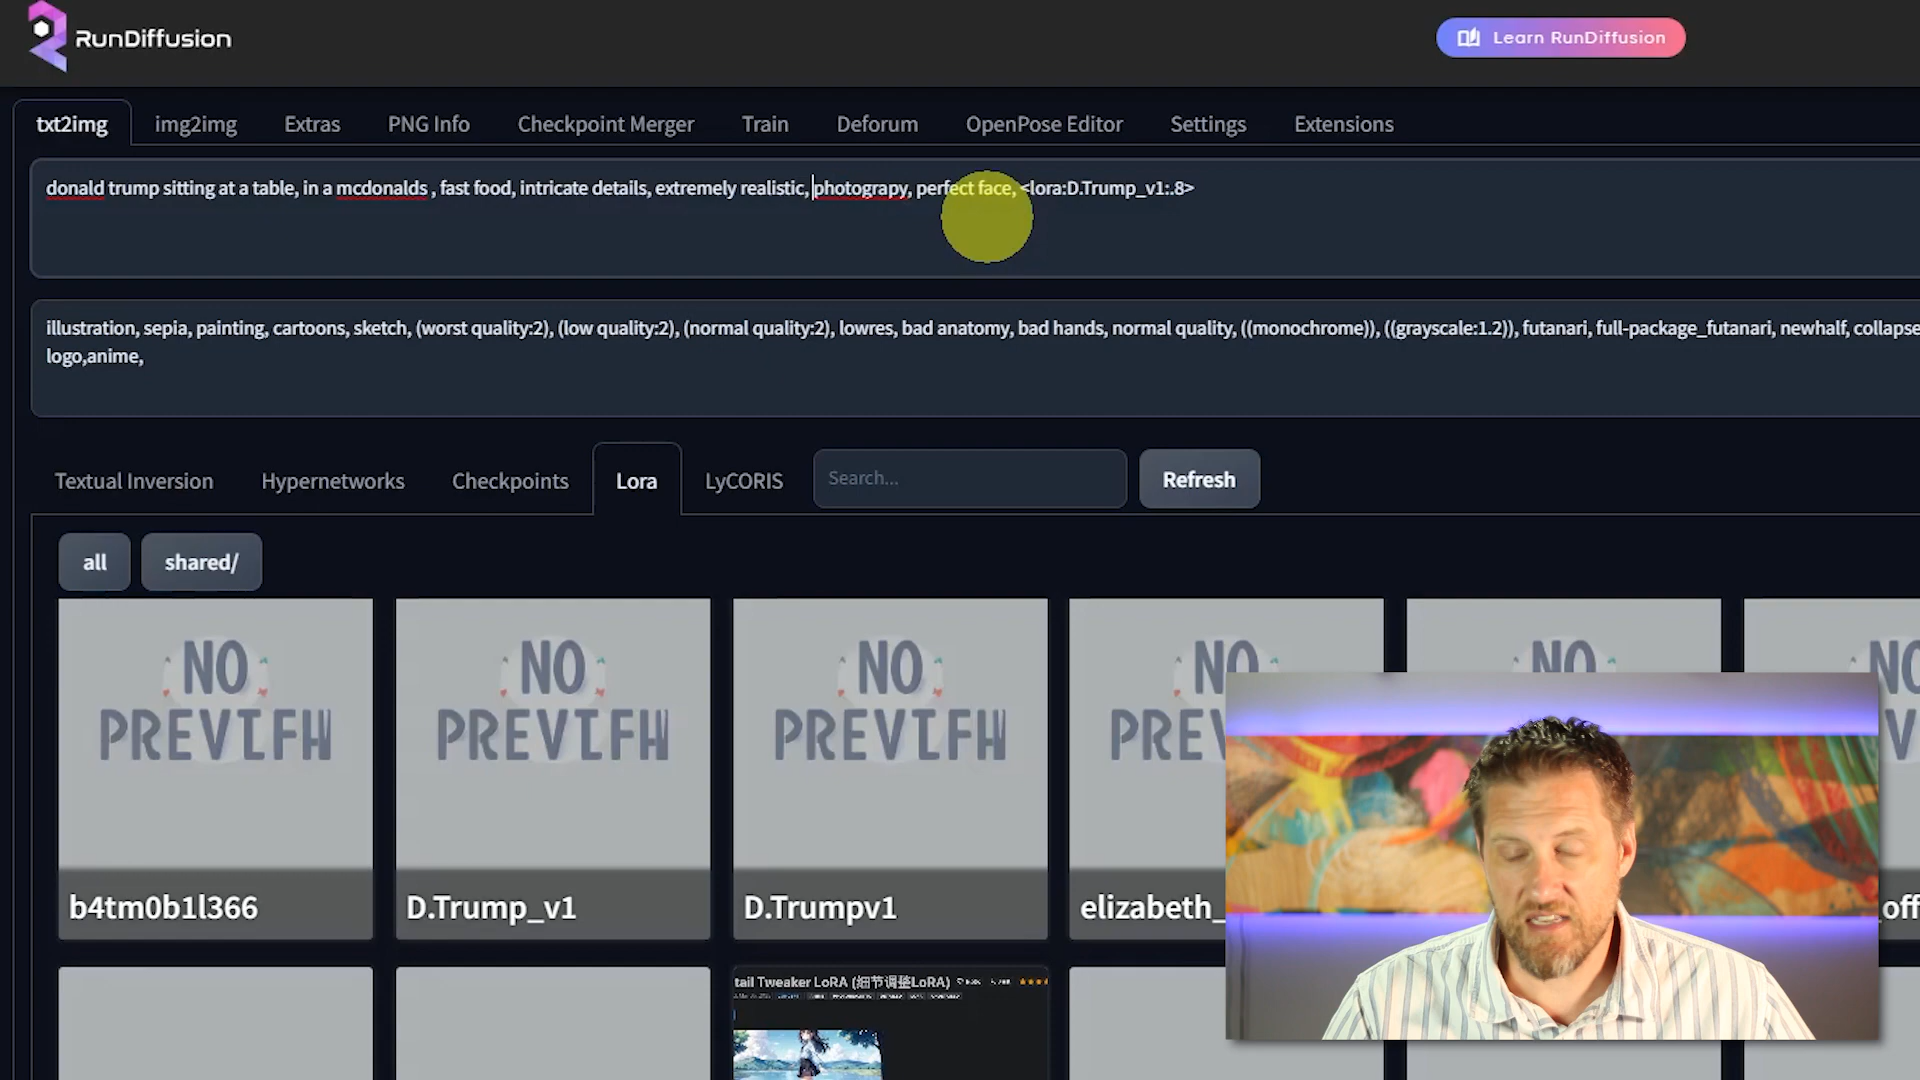 RunDiffusion
Learn RunDiffusion
txt2img
img2img
Extras
PNG Info
Checkpoint Merger
Train
Deforum
OpenPose Editor
Settings
Extensions
donald trump sitting at a table, in a mcdonalds , fast food, intricate details, extremely realistic, photograpy, perfect face, <lora:D.Trump_v1:.8>
illustration, sepia, painting, cartoons, sketch, (worst quality:2), (low quality:2), (normal quality:2), lowres, bad anatomy, bad hands, normal quality, ((monochrome)), ((grayscale:1.2)), futanari, full-package_futanari, newhalf, collapse
logo,anime,
Textual Inversion
Hypernetworks
Checkpoints
Lora
LyCORIS
Search...
Refresh
all
shared/
NO
PREVIEW
NO
PREVIEW
NO
PREVIEW
NO
PRE
NO
NO
b4tm0b1l366
D.Trump_v1
D.Trumpv1
elizabeth_
_off
tail Tweaker LoRA (细节调整LoRA)